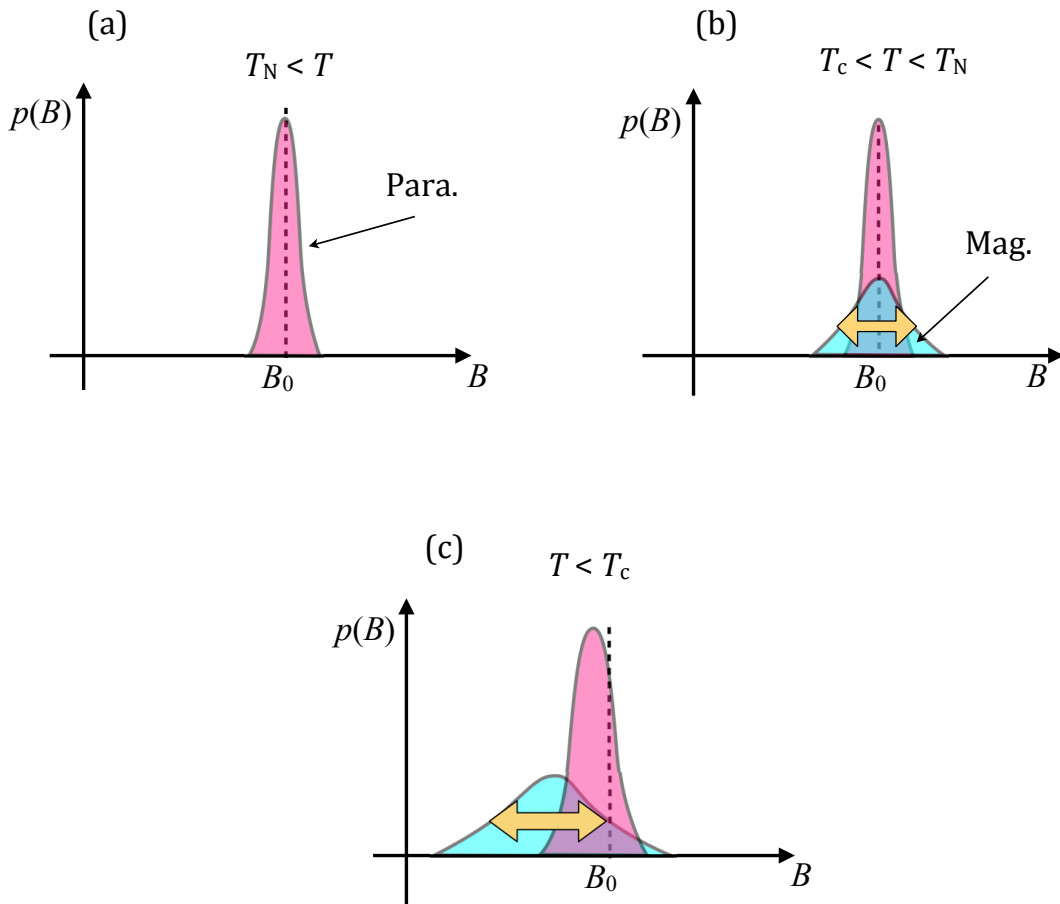 (a)
T_N < T
p(B)
Para.
B_0
B
(b)
T_c < T < T_N
p(B)
Mag.
B_0
B
(c)
T < T_c
p(B)
B_0
B